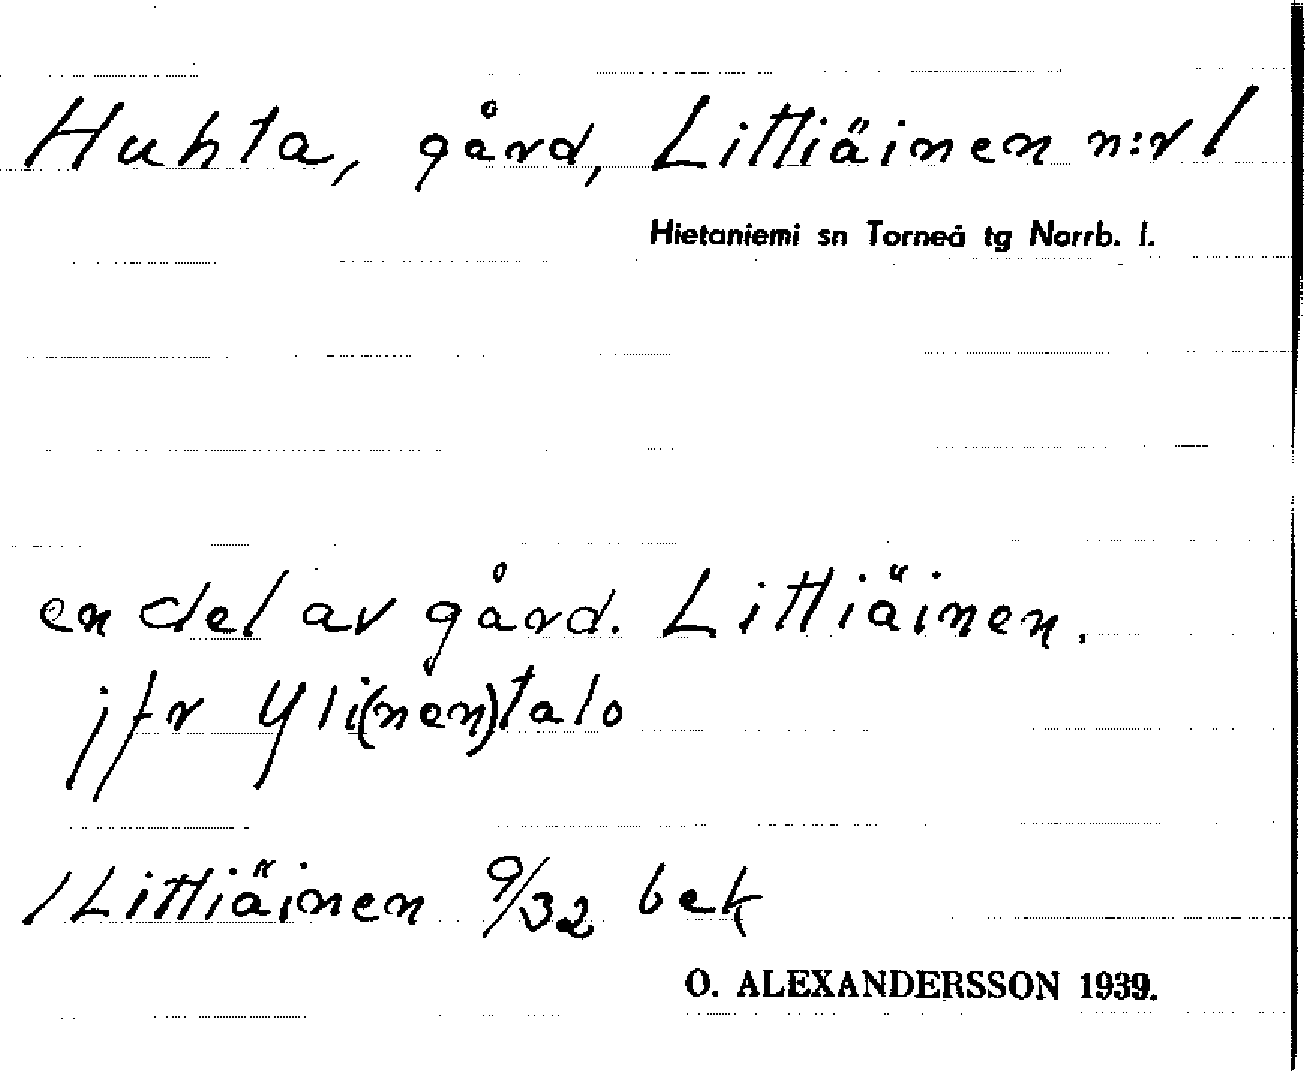 Huhta, gård, Littiäinen n:r 1
Hietaniemi sn Torneå tg Norrb. l.
en del av gård. Littiäinen.
jfr Yli(nen)talo
1 Littiäinen 9/32 bek
O. ALEXANDERSSON 1939.